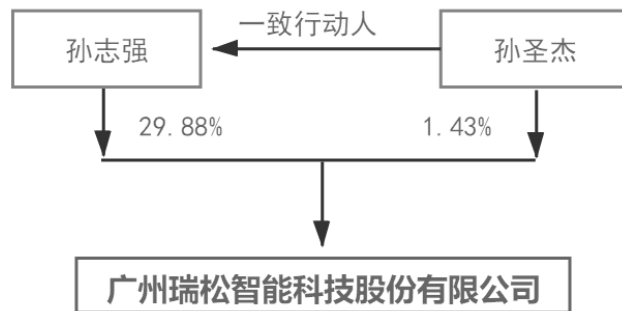 一致行动人
孙志强
孙圣杰
29.88%
1.43%
广州瑞松智能科技股份有限公司